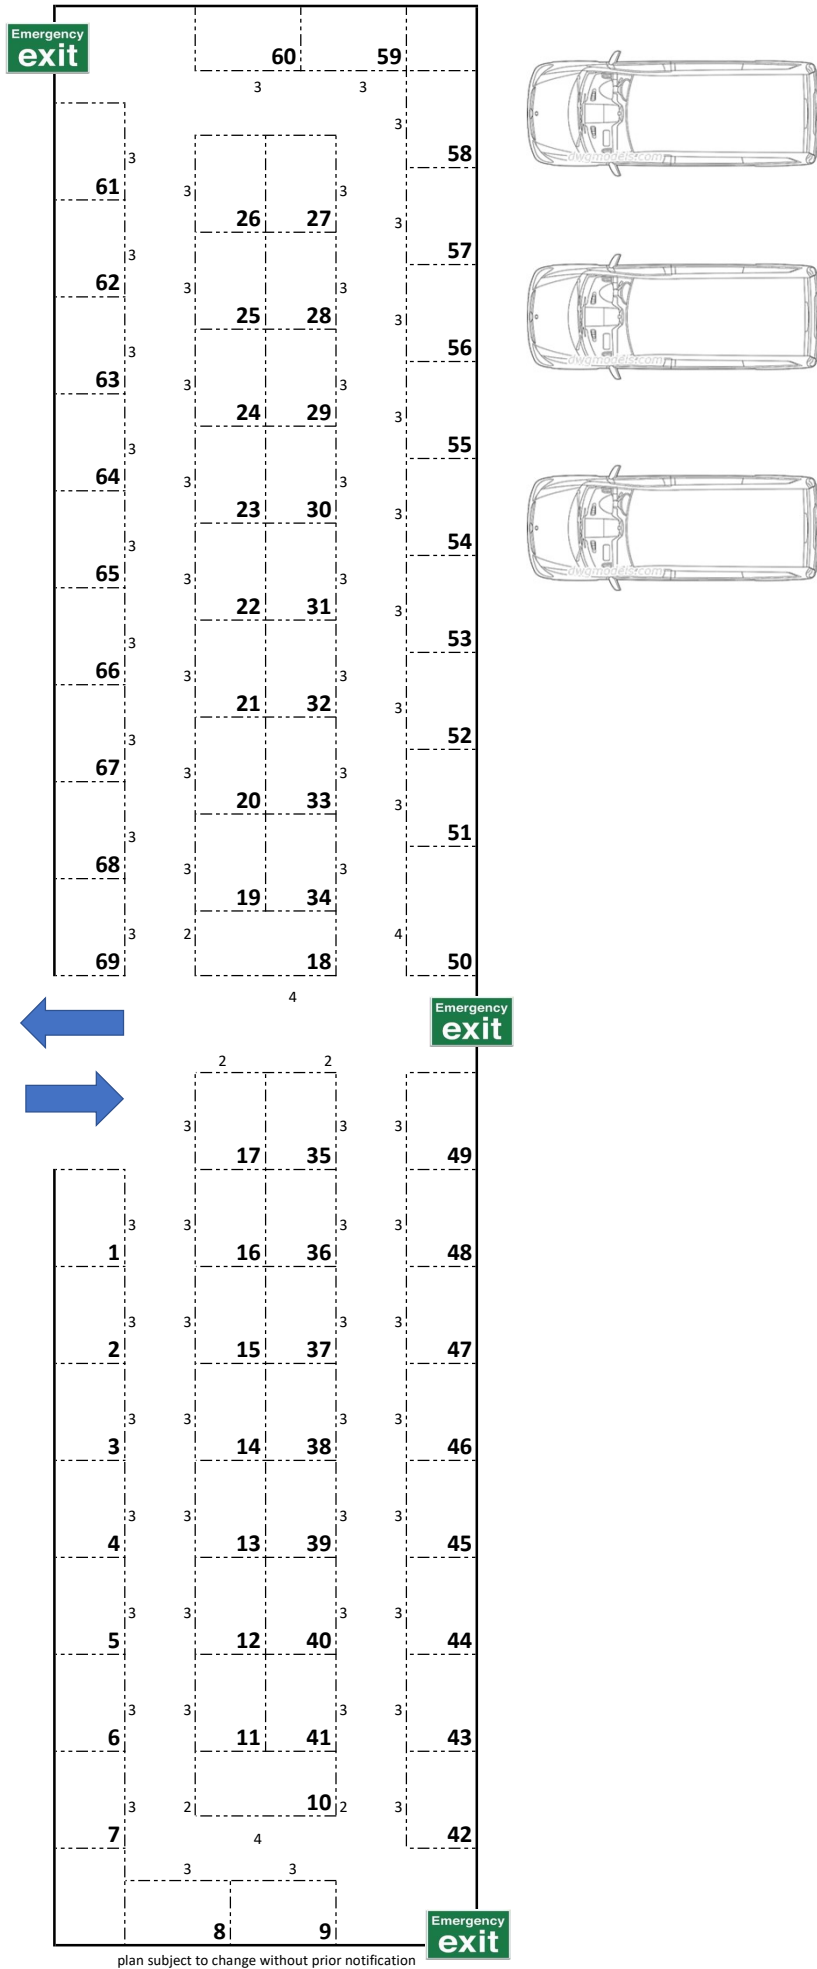 Emergency
exit
60 59
3 3
3
58
3
61
3 3 3
26 27
57
3
62
3 3 3
25 28
56
3
63
3 3 3
24 29
55
3
64
3 3 3
23 30
54
3
65
3 3 3
22 31
53
3
66
3 3 3
21 32
52
3
67
3 3 3
20 33
51
3
68
3 3
19 34
3 2 4
69 18 50
4
Emergency
exit
2 2
3 3 3
17 35 49
3 3 3 3
1 16 36 48
3 3 3 3
2 15 37 47
3 3 3 3
3 14 38 46
3 3 3 3
4 13 39 45
3 3 3 3
5 12 40 44
3 3 3 3
6 11 41 43
3 2 10 2 3
7 4 42
3 3
8 9
Emergency
exit
plan subject to change without prior notification
dwgmodels.com
dwgmodels.com
dwgmodels.com